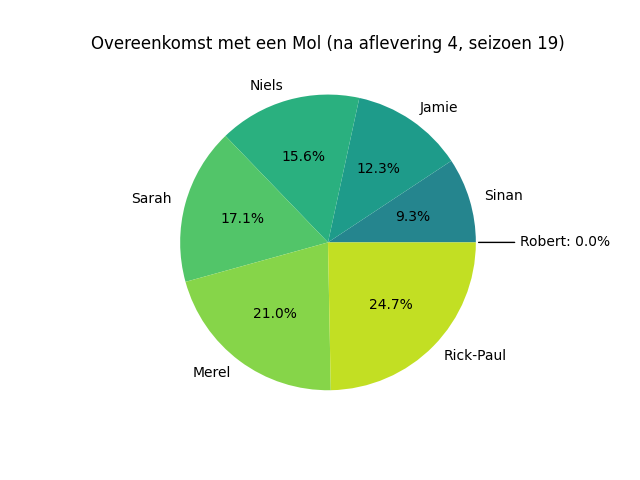 Overeenkomst met een Mol (na aflevering 4, seizoen 19)
Niels
Jamie
15.6%
12.3%
Sarah
Sinan
17.1%
9.3%
Robert: 0.0%
21.0%
24.7%
Rick-Paul
Merel